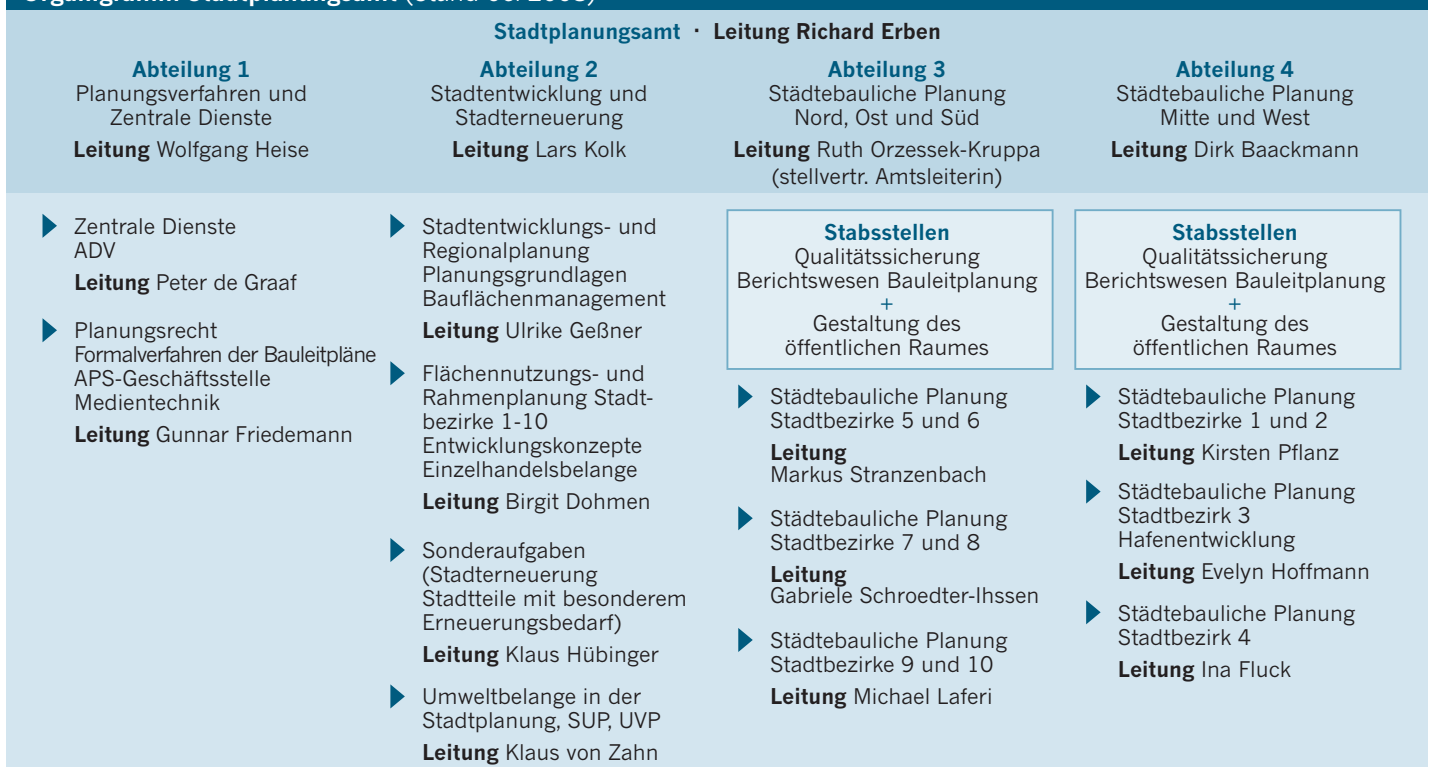 Organigramm Stadtplanungsamt
Stadtplanungsamt · Leitung Richard Erben
Abteilung 1
Planungsverfahren und
Zentrale Dienste
Leitung Wolfgang Heise
Abteilung 2
Stadtentwicklung und
Stadterneuerung
Leitung Lars Kolk
Abteilung 3
Städtebauliche Planung
Nord, Ost und Süd
Leitung Ruth Orzessek-Kruppa
(stellvertr. Amtsleiterin)
Abteilung 4
Städtebauliche Planung
Mitte und West
Leitung Dirk Baackmann
Zentrale Dienste
ADV
Leitung Peter de Graaf
Planungsrecht
Formalverfahren der Bauleitpläne
APS-Geschäftsstelle
Medientechnik
Leitung Gunnar Friedemann
Stadtentwicklungs- und
Regionalplanung
Planungsgrundlagen
Bauflächenmanagement
Leitung Ulrike Geßner
Flächennutzungs- und
Rahmenplanung Stadt-
bezirke 1-10
Entwicklungskonzepte
Einzelhandelsbelange
Leitung Birgit Dohmen
Sonderaufgaben
(Stadterneuerung
Stadtteile mit besonderem
Erneuerungsbedarf)
Leitung Klaus Hübinger
Umweltbelange in der
Stadtplanung, SUP, UVP
Leitung Klaus von Zahn
Stabsstellen
Qualitätssicherung
Berichtswesen Bauleitplanung
+
Gestaltung des
öffentlichen Raumes
Städtebauliche Planung
Stadtbezirke 5 und 6
Leitung
Markus Stranzenbach
Städtebauliche Planung
Stadtbezirke 7 und 8
Leitung
Gabriele Schroedter-Ihssen
Städtebauliche Planung
Stadtbezirke 9 und 10
Leitung Michael Laferi
Stabsstellen
Qualitätssicherung
Berichtswesen Bauleitplanung
+
Gestaltung des
öffentlichen Raumes
Städtebauliche Planung
Stadtbezirke 1 und 2
Leitung Kirsten Pflanz
Städtebauliche Planung
Stadtbezirk 3
Hafenentwicklung
Leitung Evelyn Hoffmann
Städtebauliche Planung
Stadtbezirk 4
Leitung Ina Fluck